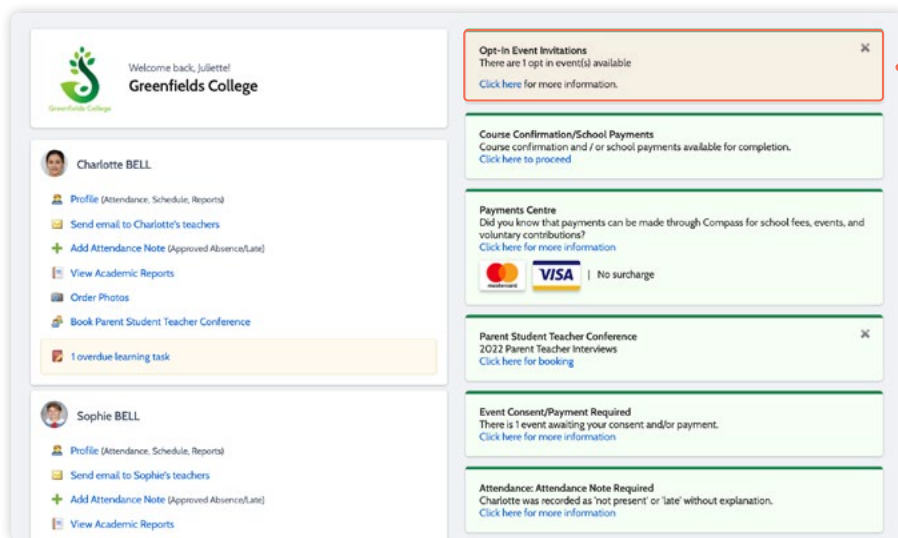 Welcome back, Juliette!
Greenfields College
Greenfields College
Charlotte BELL
Profile (Attendance, Schedule, Reports)
Send email to Charlotte's teachers
Add Attendance Note (Approved Absence/Late)
View Academic Reports
Order Photos
Book Parent Student Teacher Conference
1 overdue learning task
Sophie BELL
Profile (Attendance, Schedule, Reports)
Send email to Sophie's teachers
Add Attendance Note (Approved Absence/Late)
View Academic Reports
Opt-In Event Invitations
There are 1 opt in event(s) available
Click here for more information.
Course Confirmation/School Payments
Course confirmation and / or school payments available for completion.
Click here to proceed
Payments Centre
Did you know that payments can be made through Compass for school fees, events, and
voluntary contributions?
Click here for more information
mastercard VISA | No surcharge
Parent Student Teacher Conference
2022 Parent Teacher Interviews
Click here for booking
Event Consent/Payment Required
There is 1 event awaiting your consent and/or payment.
Click here for more information
Attendance: Attendance Note Required
Charlotte was recorded as 'not present' or 'late' without explanation.
Click here for more information